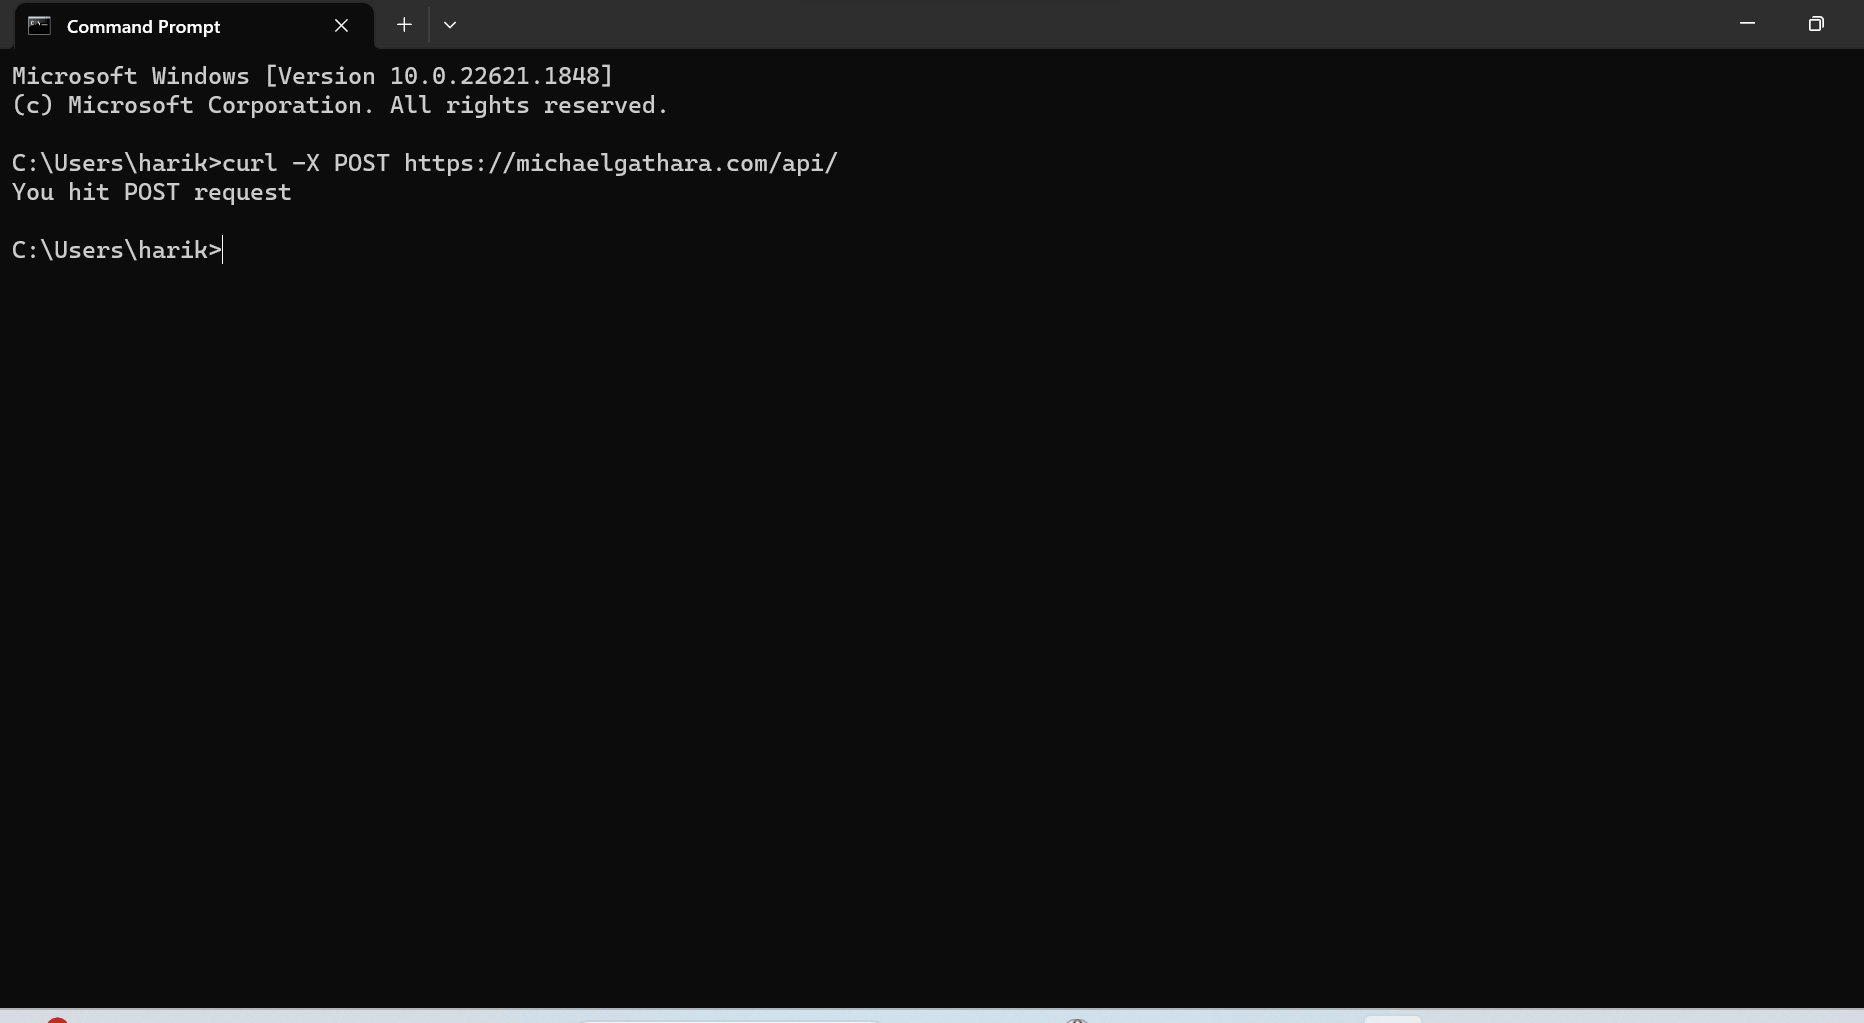 Command Prompt
Microsoft Windows [Version 10.0.22621.1848]
(c) Microsoft Corporation. All rights reserved.
C:\Users\harik>curl -X POST https://michaelgathara.com/api/
You hit POST request
C:\Users\harik>